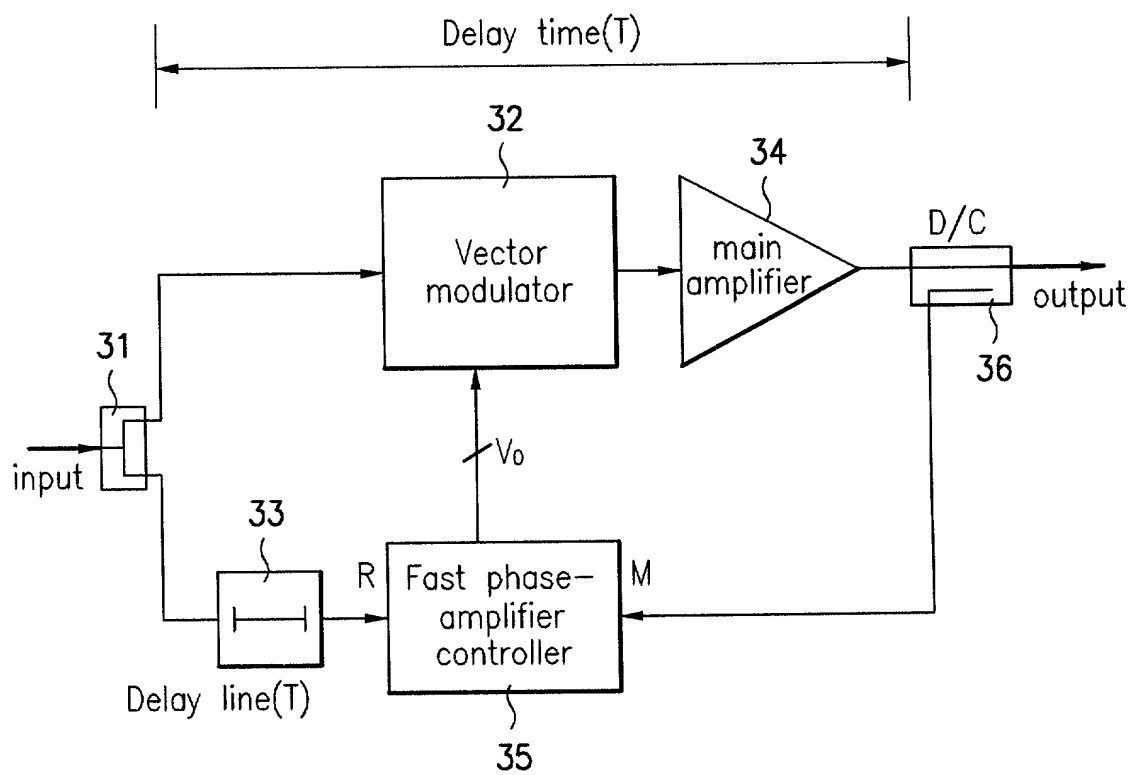 Delay time(T)
32
34
Vector
modulator
main
amplifier
D/C
output
36
31
input
V₀
33
R
Fast phase-
amplifier
controller
M
Delay line(T)
35